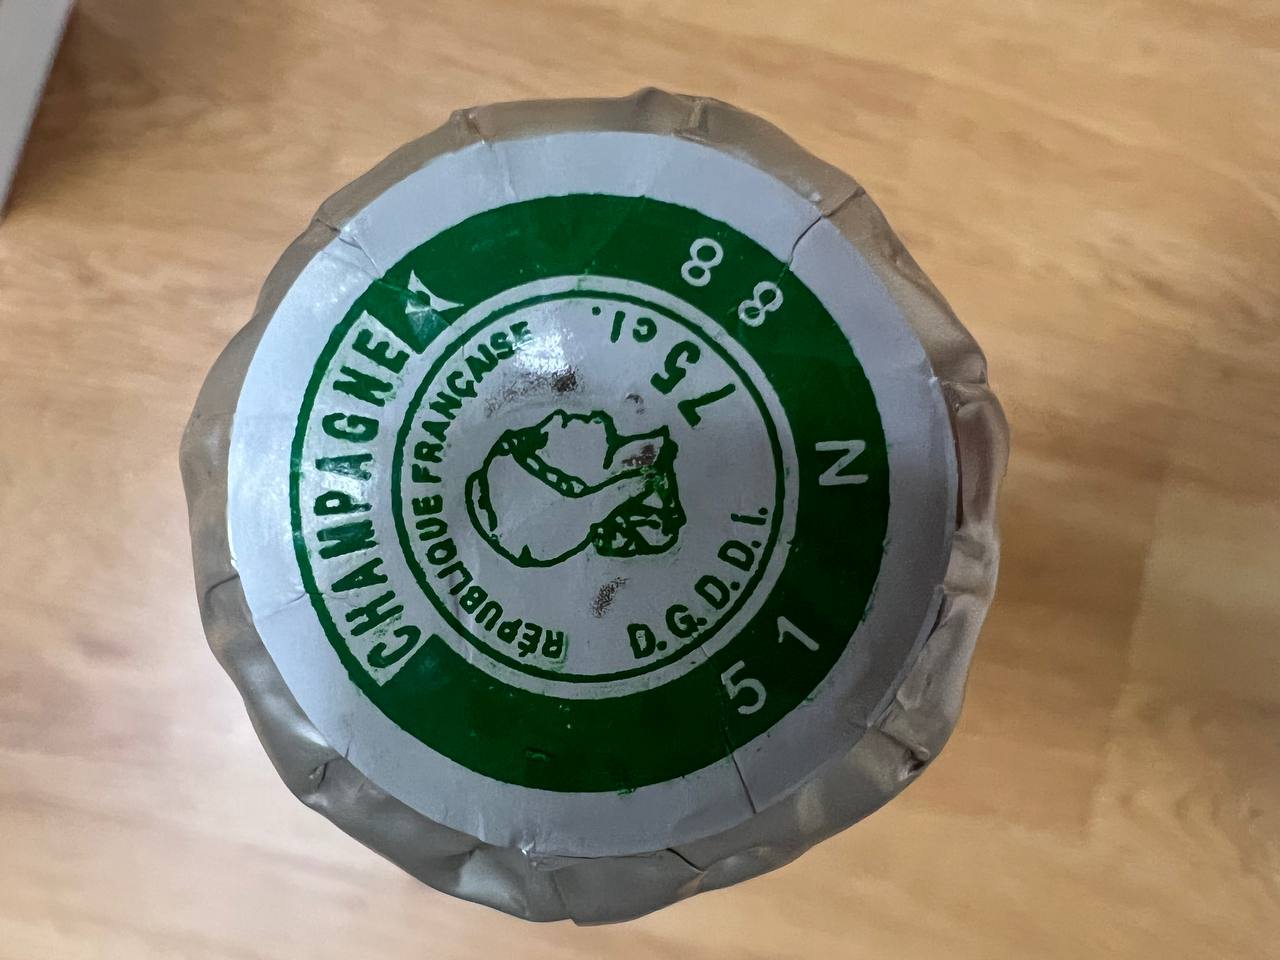 CHAMPAGNE
RÉPUBLIQUE FRANÇAISE
D.G.D.D.I. 75 cl.
51 N 88